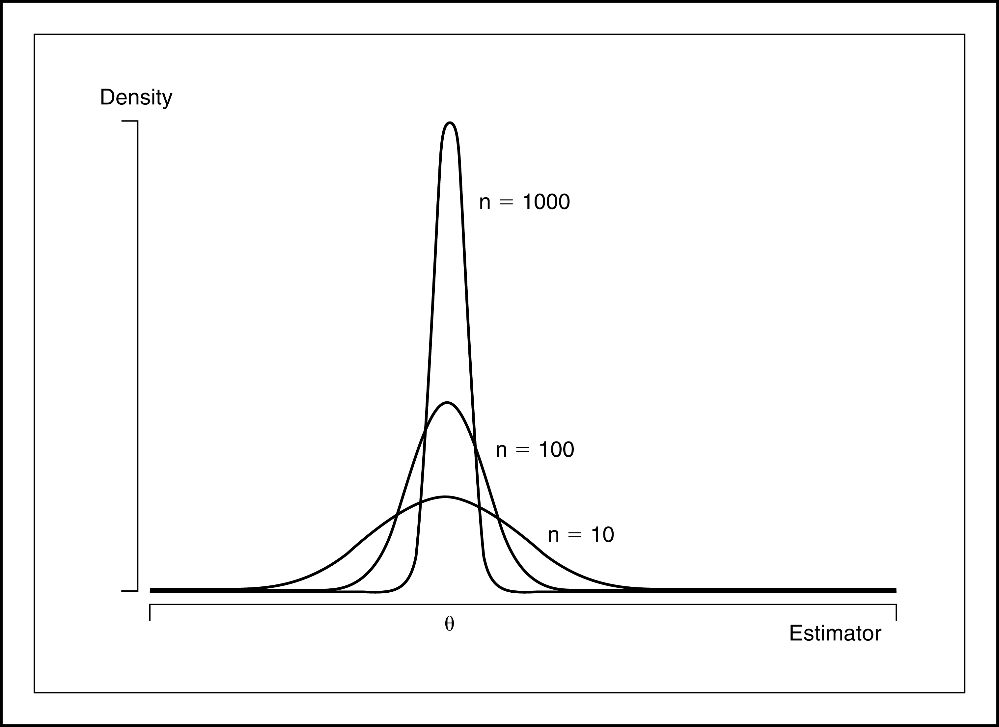 Density
n = 1000
n = 100
n = 10
θ
Estimator